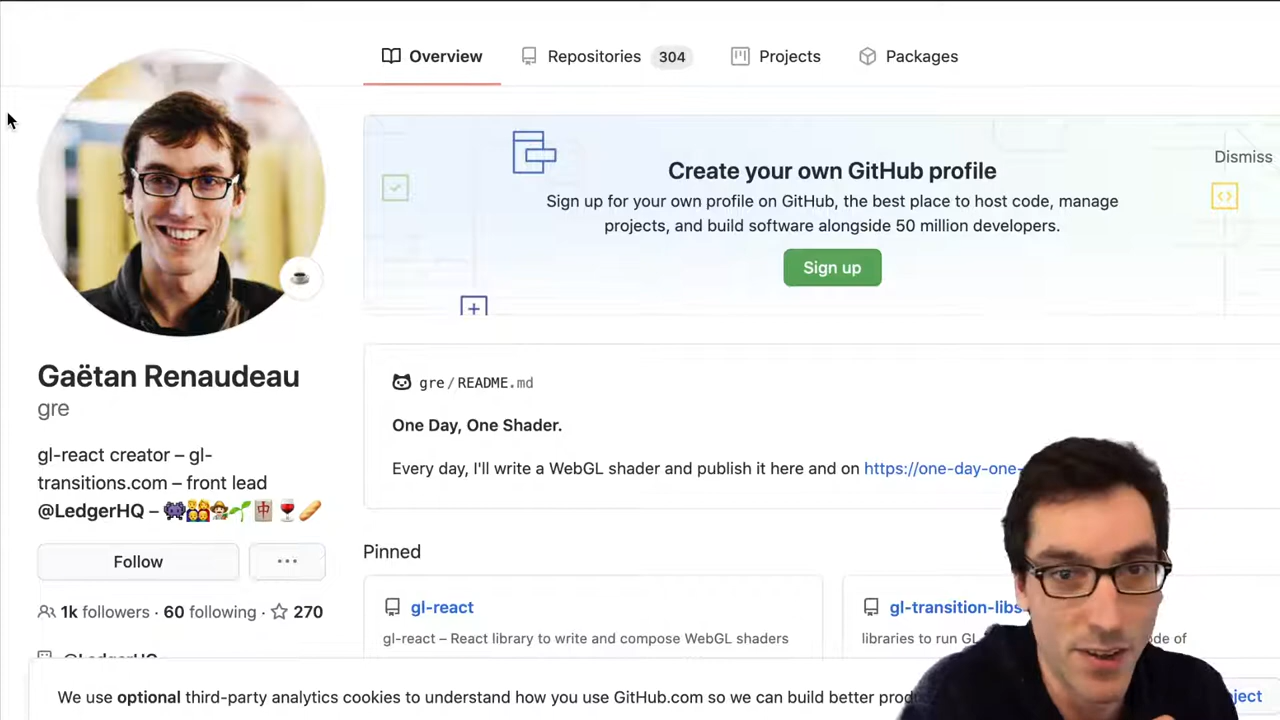 Overview
Repositories 304
Projects
Packages
Create your own GitHub profile
Dismiss
Sign up for your own profile on GitHub, the best place to host code, manage
projects, and build software alongside 50 million developers.
Sign up
Gaëtan Renaudeau
gre
gl-react creator – gl-
transitions.com – front lead
@LedgerHQ –
Follow
1k followers · 60 following · 270
gre / README.md
One Day, One Shader.
Every day, I'll write a WebGL shader and publish it here and on https://one-day-one-
Pinned
gl-react
gl-react – React library to write and compose WebGL shaders
gl-transition-libs
libraries to run GL
de of
@LedgerHQ
We use optional third-party analytics cookies to understand how you use GitHub.com so we can build better